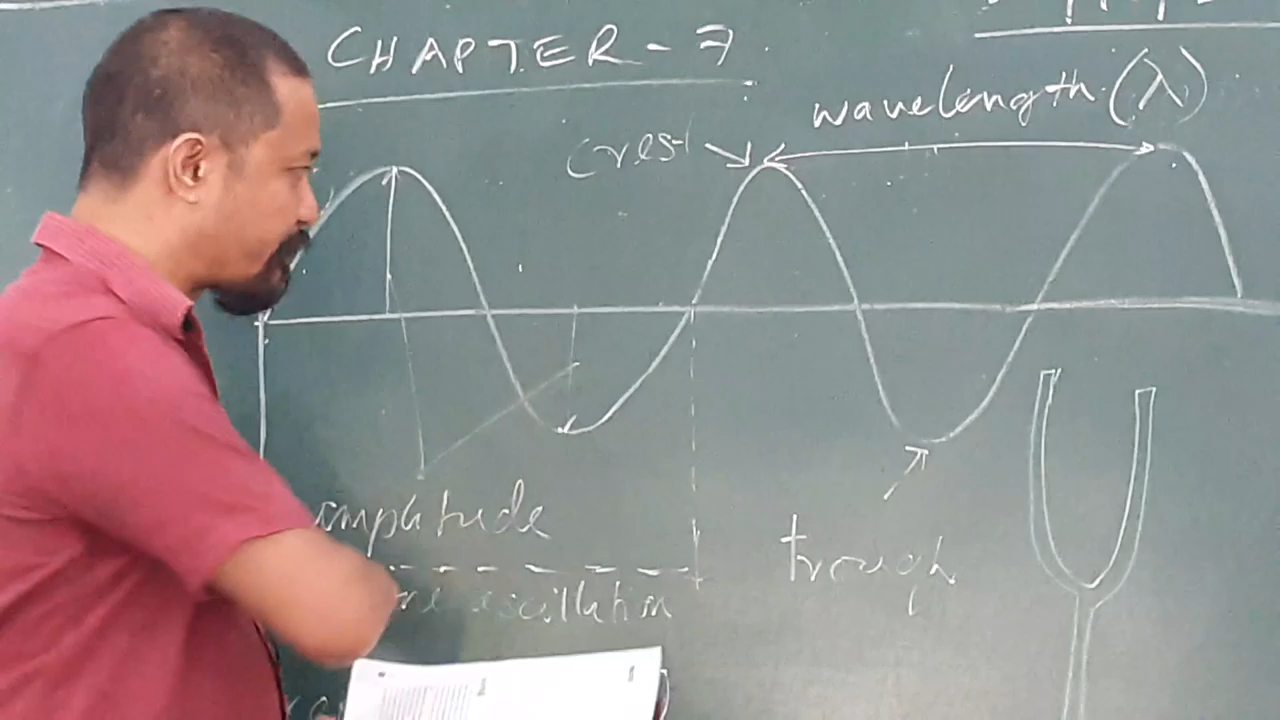 CHAPTER-7
wavelength (λ)
crest
amplitude
oscillation
trough